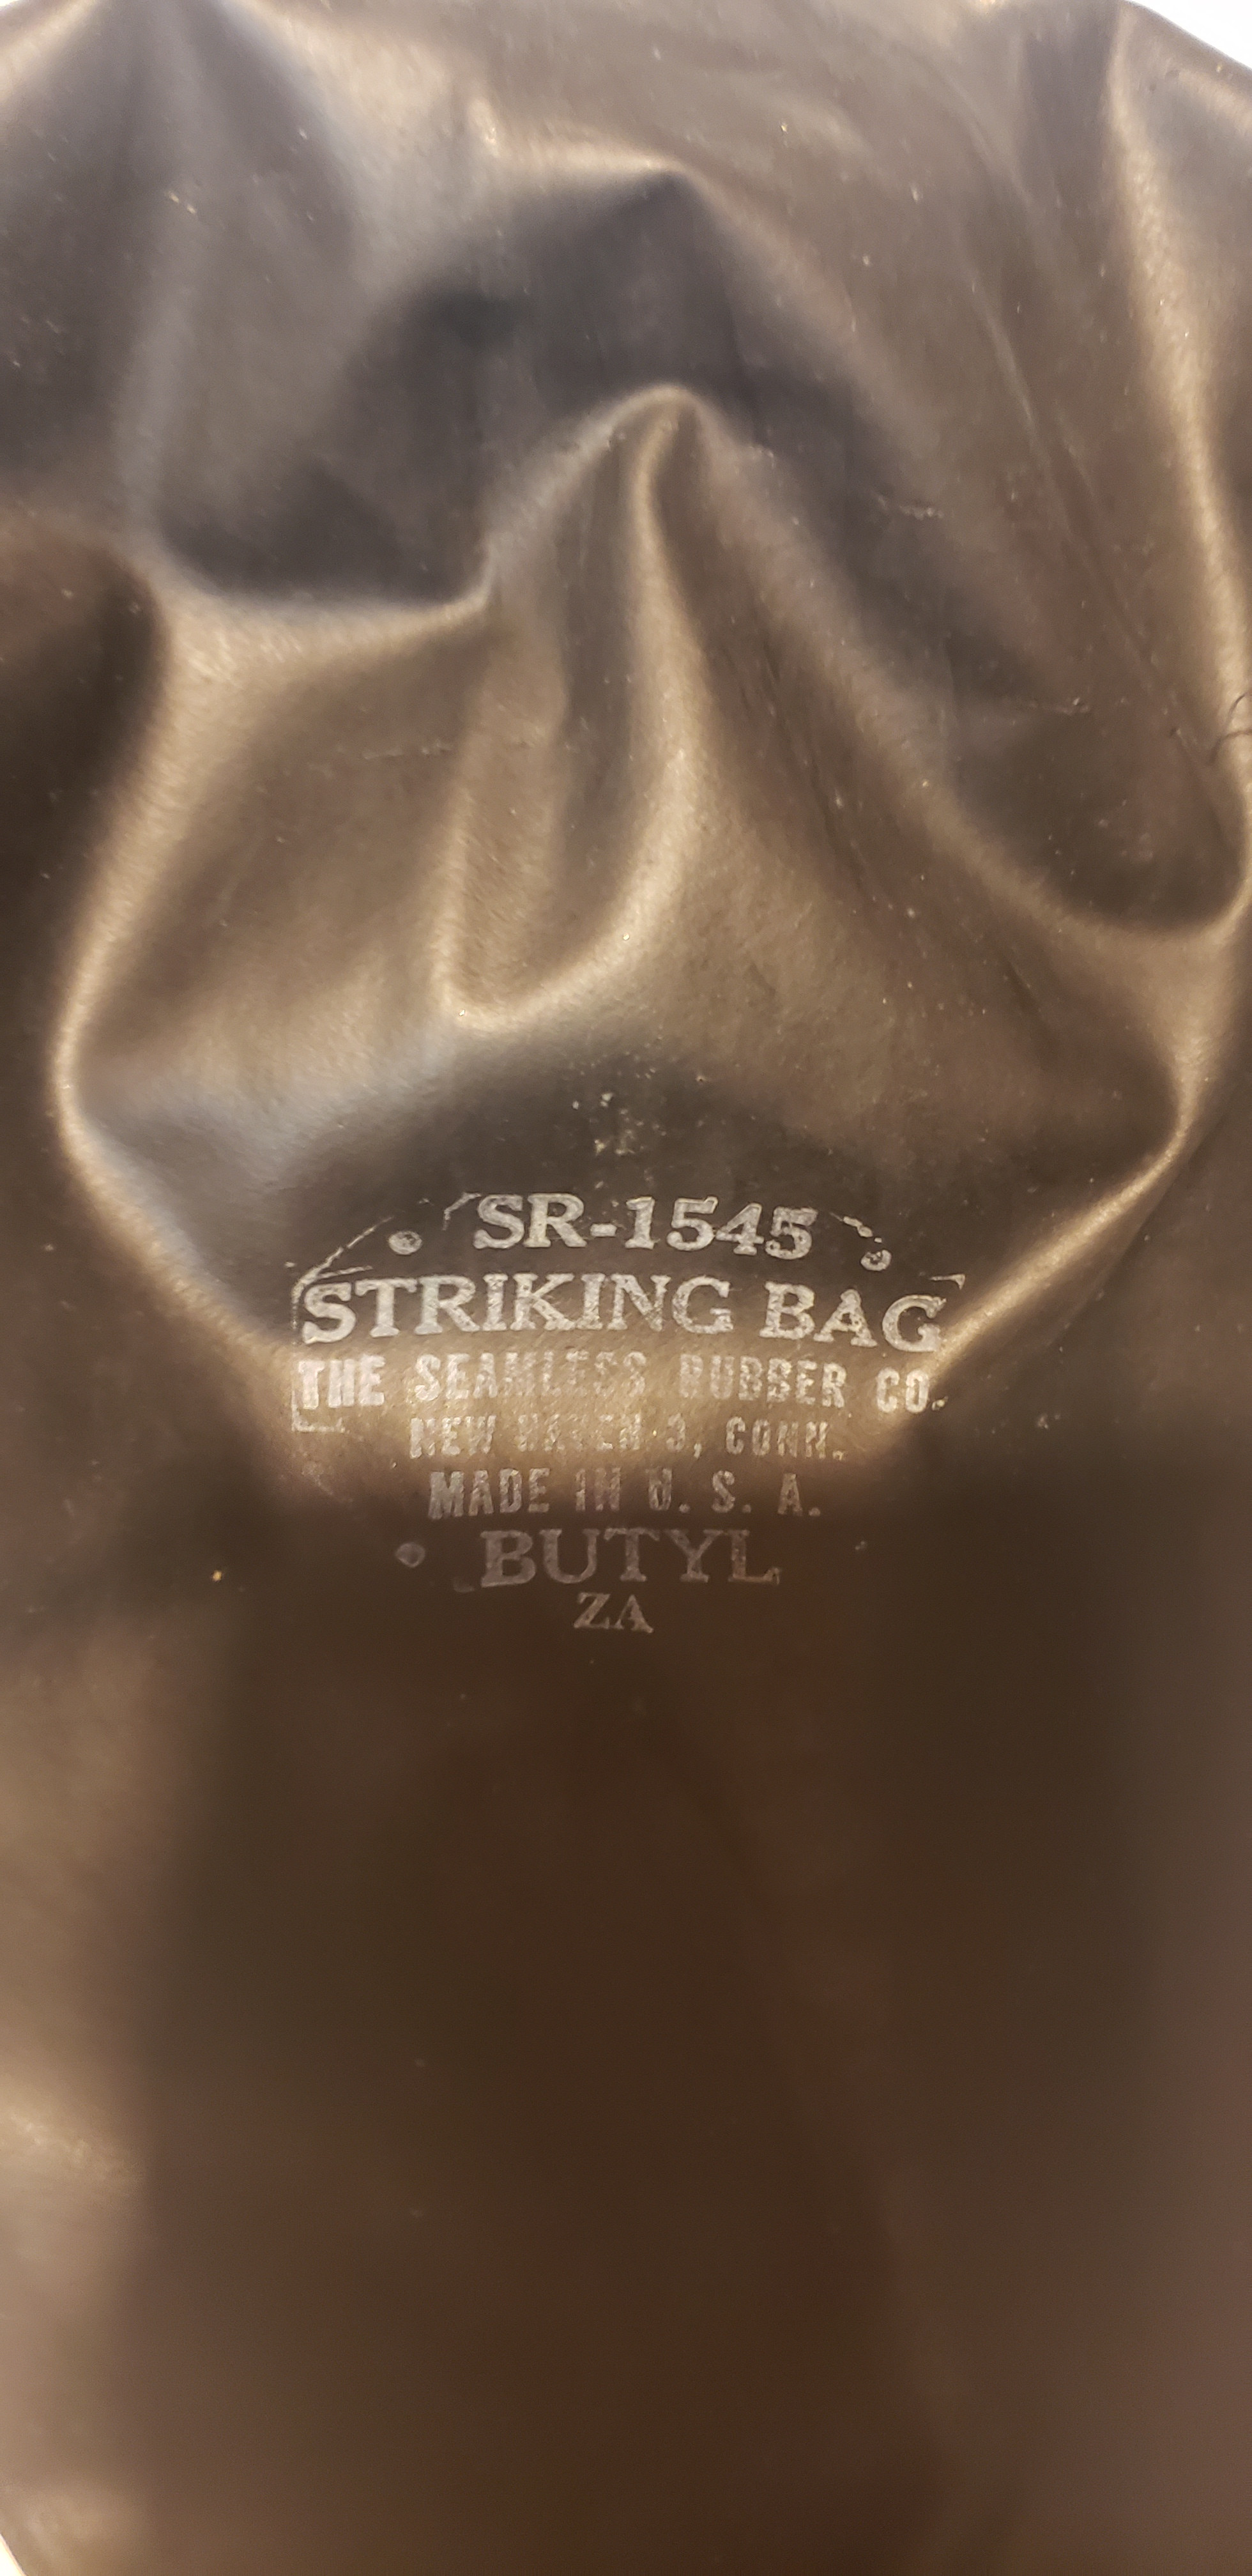 SR-1545
STRIKING BAG
THE SEAMLESS RUBBER CO.
NEW HAVEN 3, CONN.
MADE IN U. S. A.
BUTYL
ZA